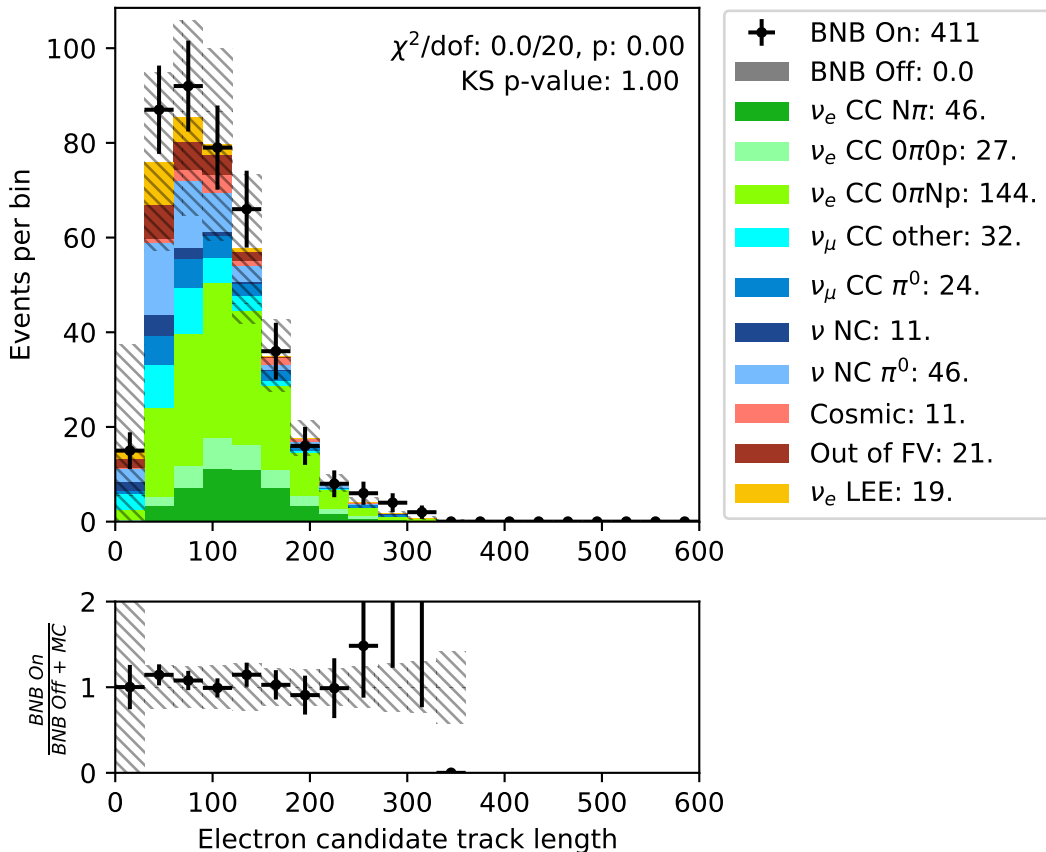 χ²/dof: 0.0/20, p: 0.00
KS p-value: 1.00
Events per bin
100
80
60
40
20
0
0 100 200 300 400 500 600
BNB On: 411
BNB Off: 0.0
νₑ CC Nπ: 46.
νₑ CC 0π0p: 27.
νₑ CC 0πNp: 144.
ν_μ CC other: 32.
ν_μ CC π⁰: 24.
ν NC: 11.
ν NC π⁰: 46.
Cosmic: 11.
Out of FV: 21.
νₑ LEE: 19.
BNB On
BNB Off + MC
2
1
0
0 100 200 300 400 500 600
Electron candidate track length